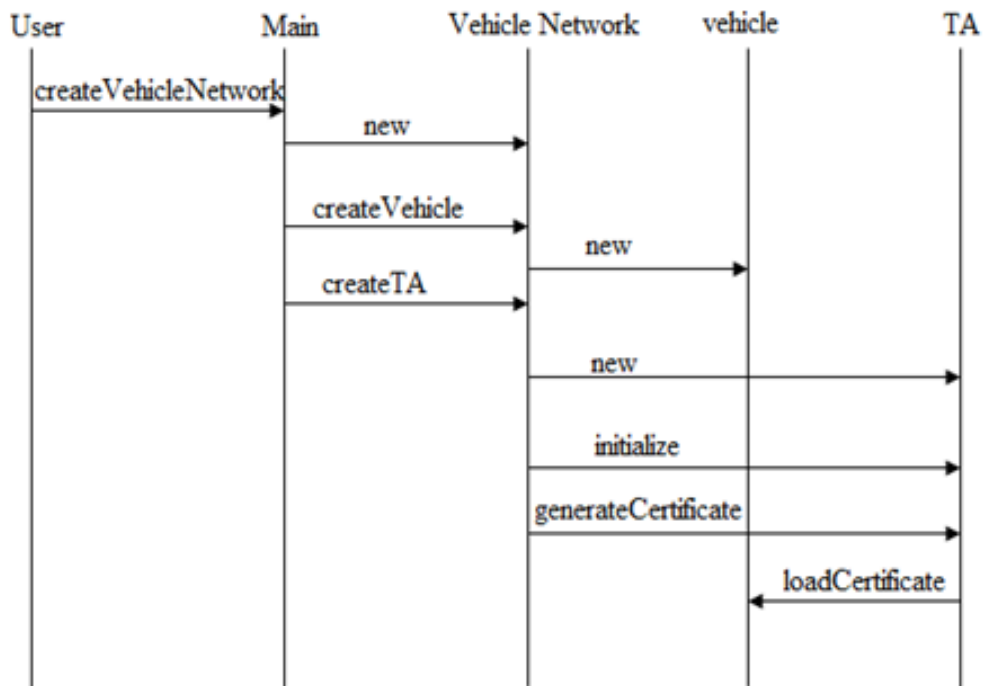 User Main Vehicle Network vehicle TA
createVehicleNetwork
new
createVehicle
new
createTA
new
initialize
generateCertificate
loadCertificate